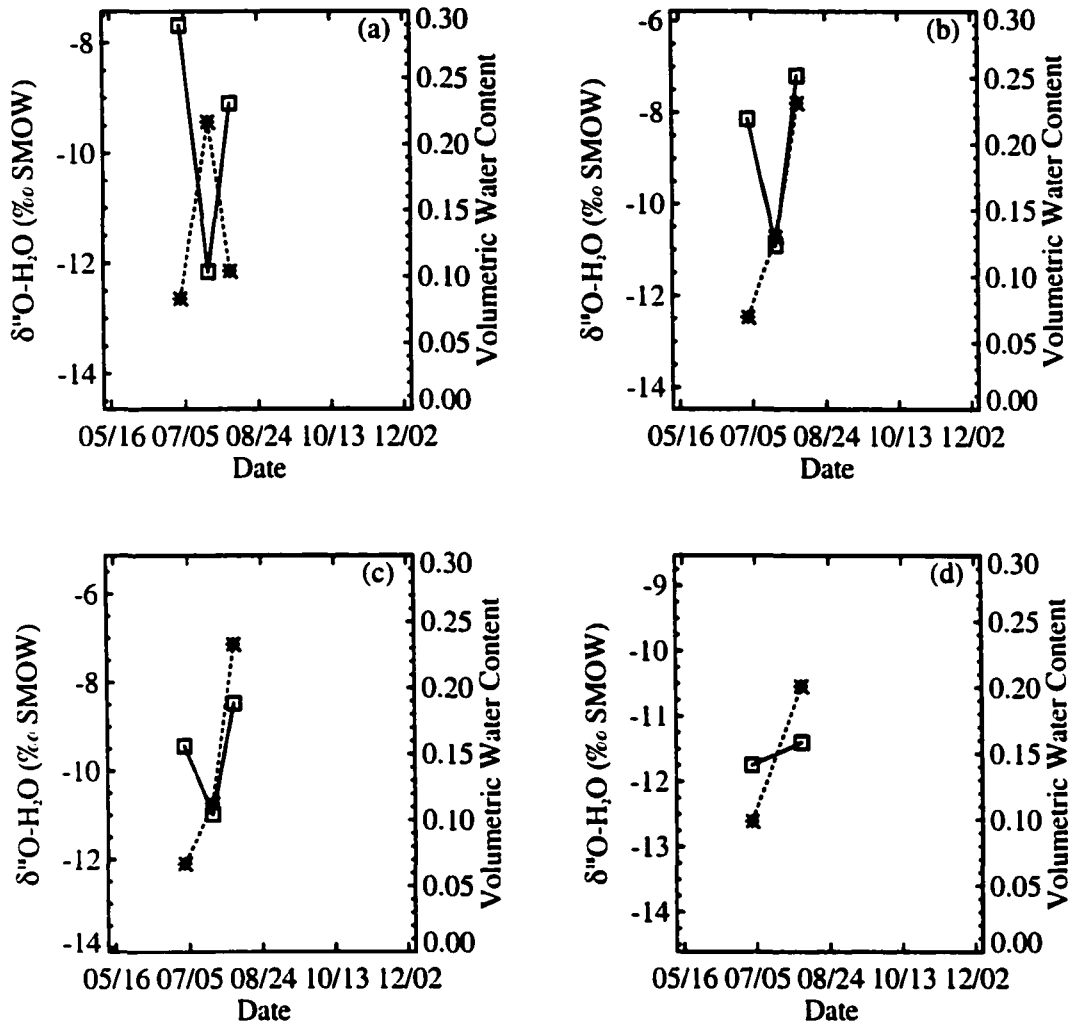 (a)
-8
-10
-12
-14
δ¹⁸O-H₂O (‰ SMOW)
0.30
0.25
0.20
0.15
0.10
0.05
0.00
Volumetric Water Content
05/16 07/05 08/24 10/13 12/02
Date
(b)
-6
-8
-10
-12
-14
δ¹⁸O-H₂O (‰ SMOW)
0.30
0.25
0.20
0.15
0.10
0.05
0.00
Volumetric Water Content
05/16 07/05 08/24 10/13 12/02
Date
(c)
-6
-8
-10
-12
-14
δ¹⁸O-H₂O (‰ SMOW)
0.30
0.25
0.20
0.15
0.10
0.05
0.00
Volumetric Water Content
05/16 07/05 08/24 10/13 12/02
Date
(d)
-9
-10
-11
-12
-13
-14
δ¹⁸O-H₂O (‰ SMOW)
0.30
0.25
0.20
0.15
0.10
0.05
0.00
Volumetric Water Content
05/16 07/05 08/24 10/13 12/02
Date